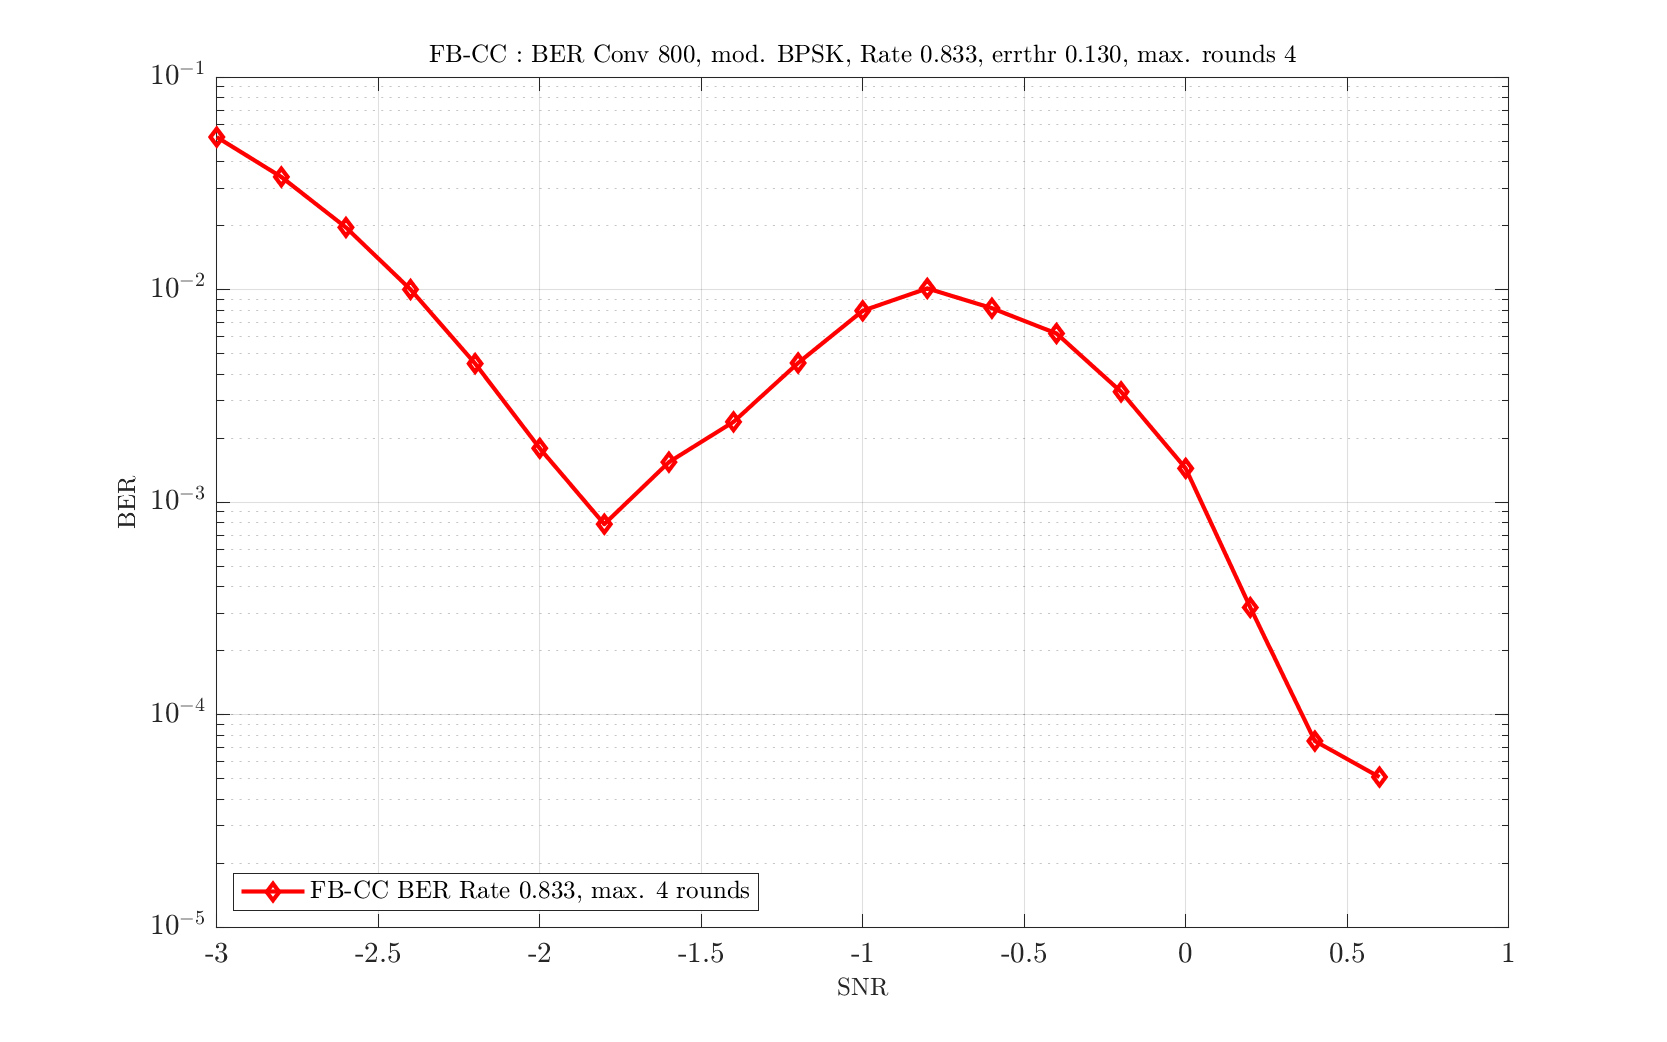 FB-CC : BER Conv 800, mod. BPSK, Rate 0.833, errthr 0.130, max. rounds 4
10^{-1}
10^{-2}
10^{-3}
10^{-4}
10^{-5}
BER
FB-CC BER Rate 0.833, max. 4 rounds
-3 -2.5 -2 -1.5 -1 -0.5 0 0.5 1
SNR